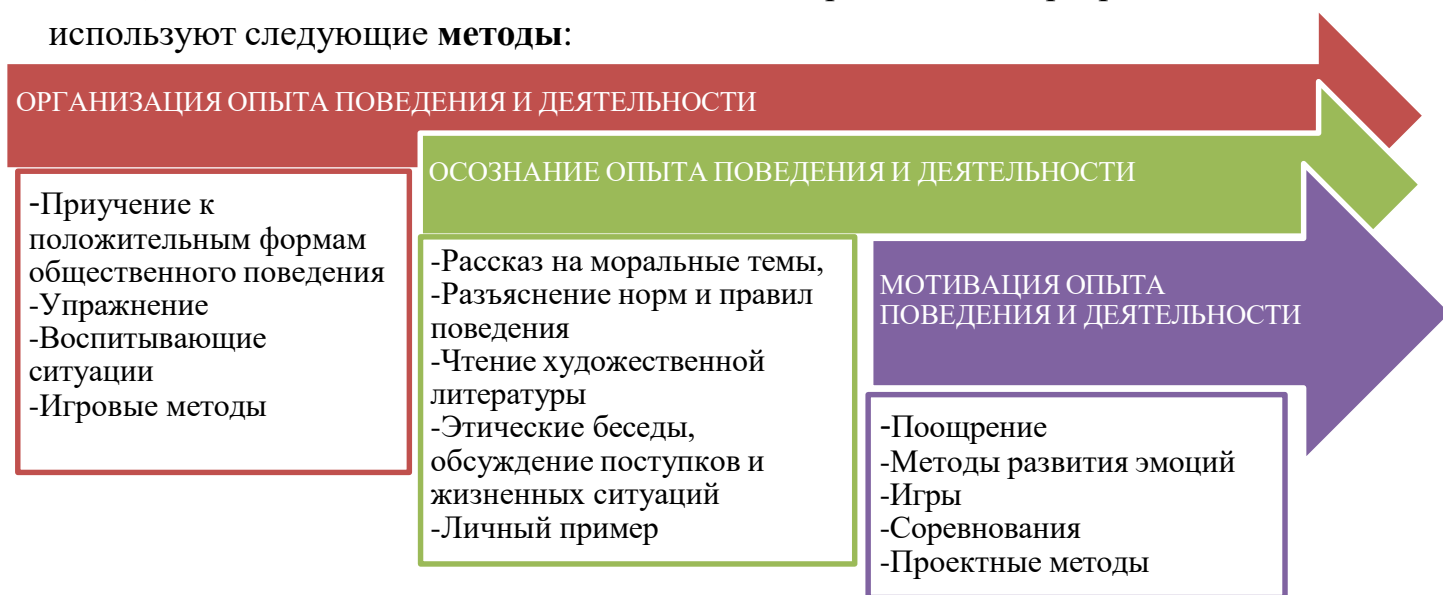 используют следующие методы:
ОРГАНИЗАЦИЯ ОПЫТА ПОВЕДЕНИЯ И ДЕЯТЕЛЬНОСТИ
-Приучение к
положительным формам
общественного поведения
-Упражнение
-Воспитывающие
ситуации
-Игровые методы
ОСОЗНАНИЕ ОПЫТА ПОВЕДЕНИЯ И ДЕЯТЕЛЬНОСТИ
-Рассказ на моральные темы,
-Разъяснение норм и правил
поведения
-Чтение художественной
литературы
-Этические беседы,
обсуждение поступков и
жизненных ситуаций
-Личный пример
МОТИВАЦИЯ ОПЫТА
ПОВЕДЕНИЯ И ДЕЯТЕЛЬНОСТИ
-Поощрение
-Методы развития эмоций
-Игры
-Соревнования
-Проектные методы